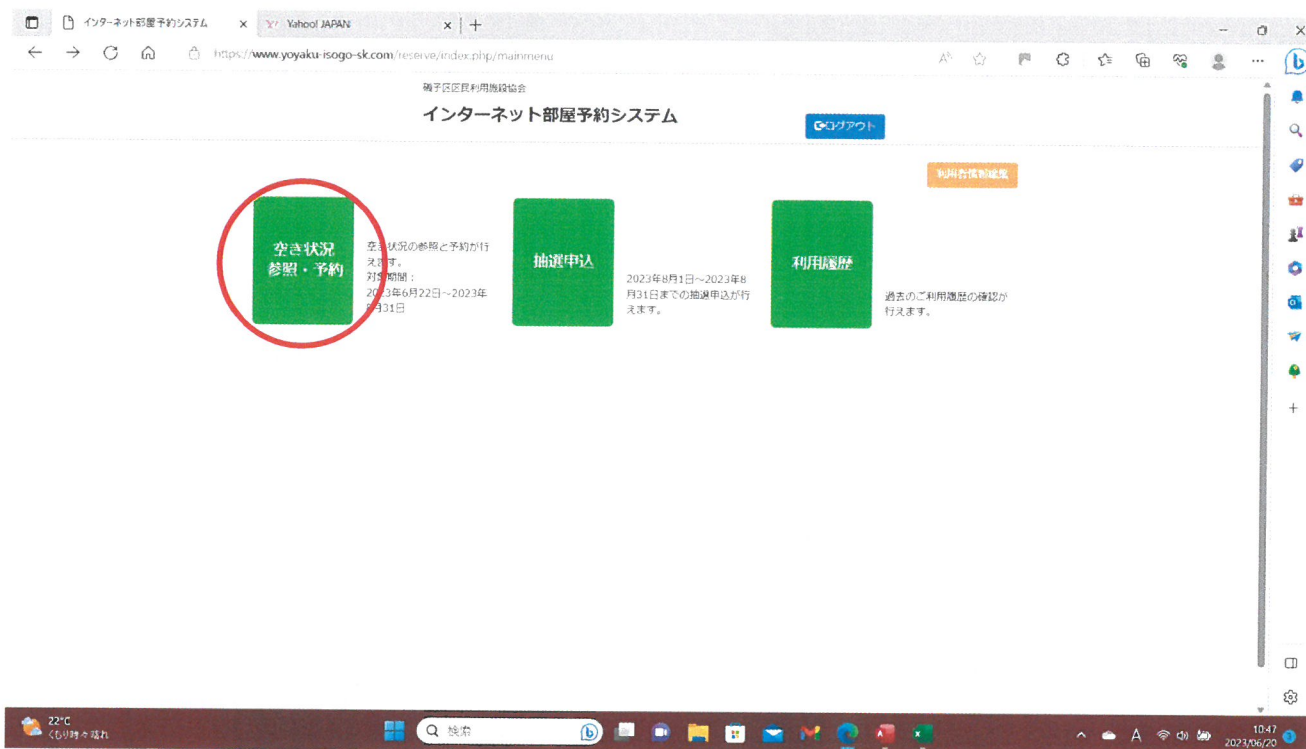 インターネット部屋予約システム
Yahoo! JAPAN
https://www.yoyaku-isogo-sk.com/reserve/index.php/mainmenu
磯子区区民利用施設協会
インターネット部屋予約システム
ログアウト
空き状況
参照・予約
空き状況の参照と予約が行
えます。
対象期間：
2023年6月22日～2023年
8月31日
抽選申込
2023年8月1日～2023年8
月31日までの抽選申込が行
えます。
利用履歴
過去のご利用履歴の確認が
行えます。
22°C
くもり時々晴れ
検索
A
10:47
2023/06/20